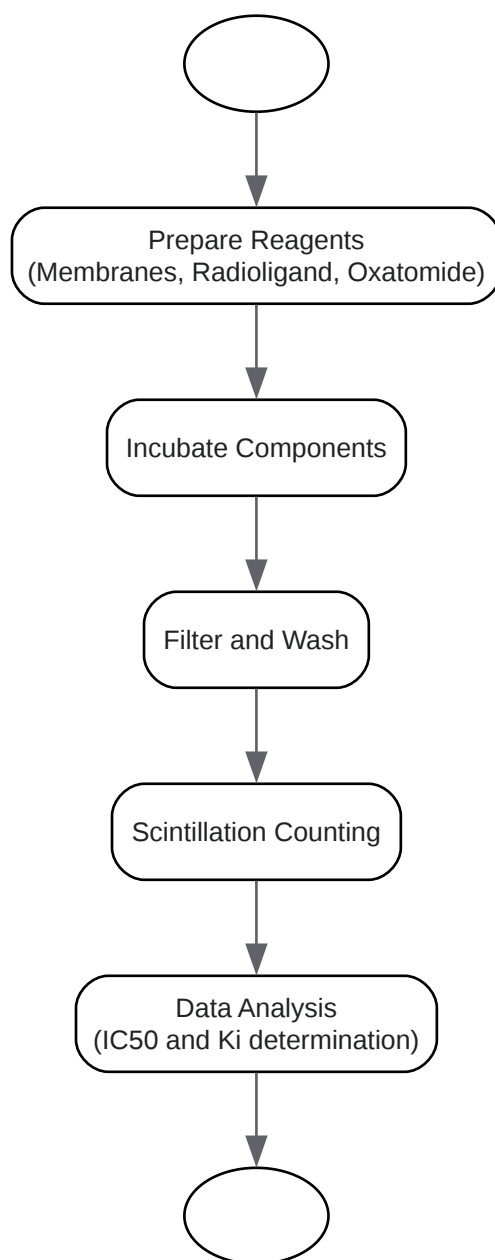 Prepare Reagents
(Membranes, Radioligand, Oxatomide)
Incubate Components
Filter and Wash
Scintillation Counting
Data Analysis
(IC50 and Ki determination)